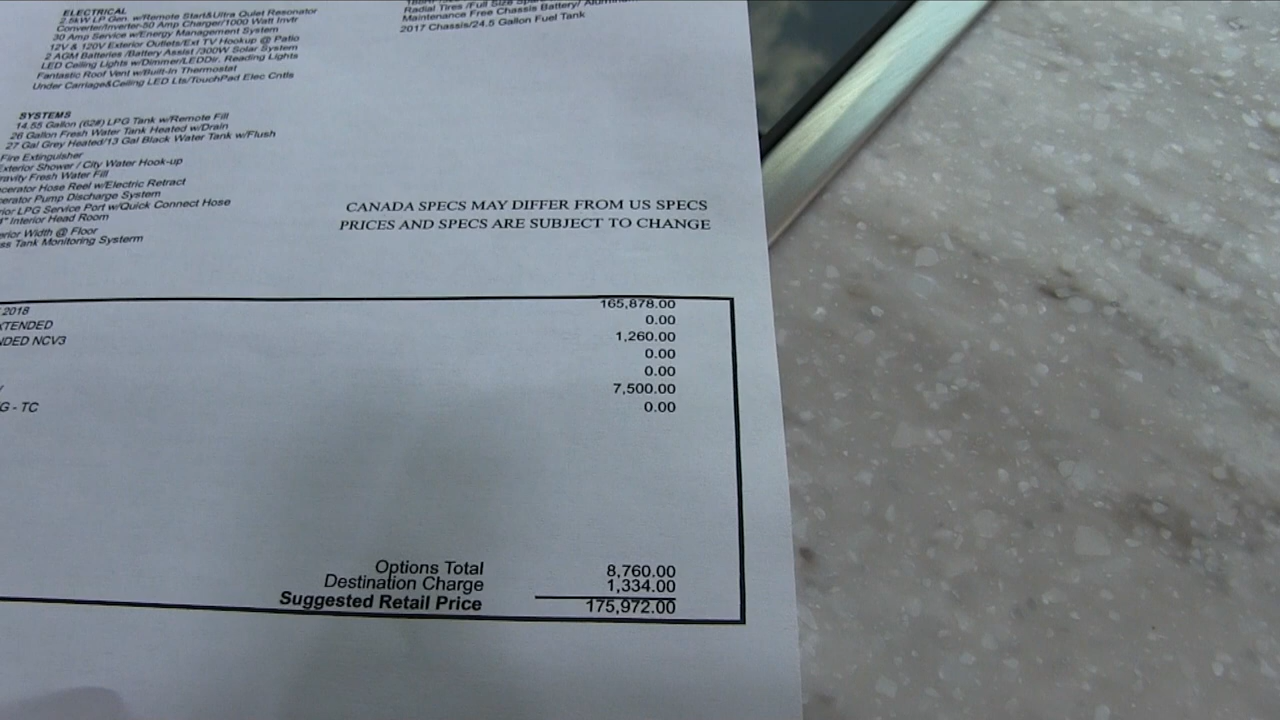 ELECTRICAL
2.5kW LP Gen. w/Remote Start&Ultra Quiet Resonator
Converter/Inverter-50 Amp Charger/1000 Watt Invtr
30 Amp Service w/Energy Management System
12V & 120V Exterior Outlets/Ext TV Hookup @ Patio
2 AGM Batteries /Battery Assist /300W Solar System
LED Ceiling Lights w/Dimmer/LEDDir. Reading Lights
Fantastic Roof Vent w/Built-in Thermostat
Under Carriage&Ceiling LED Lts/TouchPad Elec Cntls
Radial Tires /Full Size
Maintenance Free Chassis Battery/
2017 Chassis/24.5 Gallon Fuel Tank
SYSTEMS
14.55 Gallon (62#) LPG Tank w/Remote Fill
26 Gallon Fresh Water Tank Heated w/Drain
27 Gal Grey Heated/13 Gal Black Water Tank w/Flush
Fire Extinguisher
Exterior Shower / City Water Hook-up
ravity Fresh Water Fill
cerator Hose Reel w/Electric Retract
erator Pump Discharge System
rior LPG Service Port w/Quick Connect Hose
" Interior Head Room
erior Width @ Floor
ss Tank Monitoring Systerm
CANADA SPECS MAY DIFFER FROM US SPECS
PRICES AND SPECS ARE SUBJECT TO CHANGE
2018 165,878.00
XTENDED 0.00
NDED NCV3 1,260.00
0.00
0.00
7,500.00
G - TC 0.00
Options Total 8,760.00
Destination Charge 1,334.00
Suggested Retail Price 175,972.00